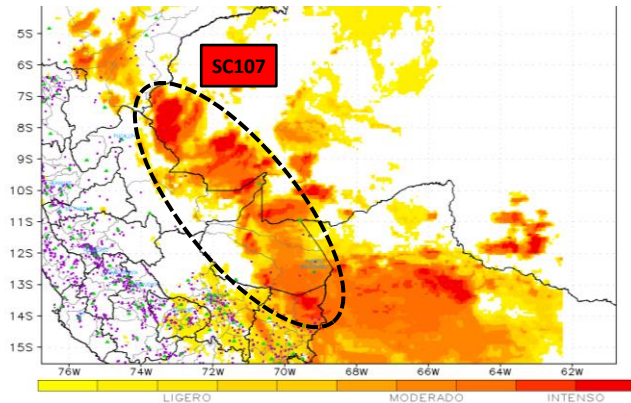 SC107
5S
6S
7S
8S
9S
10S
11S
12S
13S
14S
15S
76W 74W 72W 70W 68W 66W 64W 62W
LIGERO MODERADO INTENSO